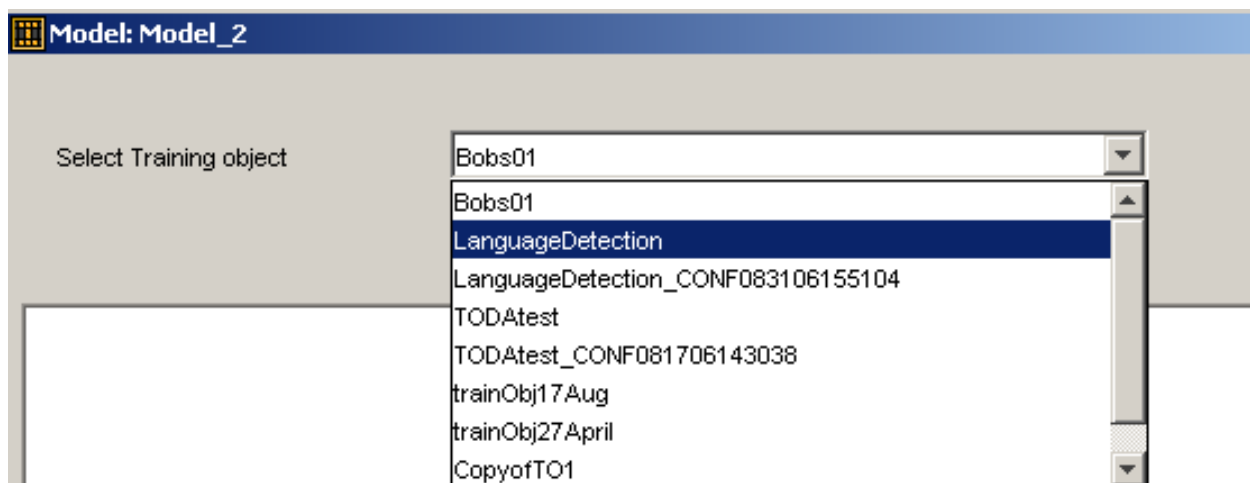 Model: Model_2
Select Training object
Bobs01
Bobs01
LanguageDetection
LanguageDetection_CONF083106155104
TODAtest
TODAtest_CONF081706143038
trainObj17Aug
trainObj27April
CopyofTO1